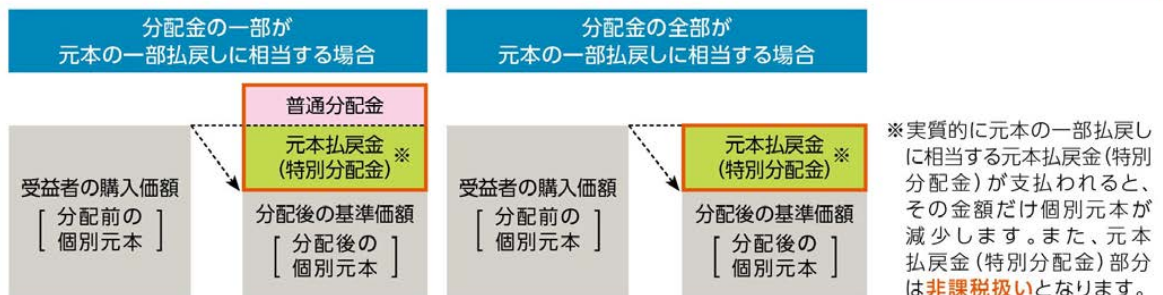 分配金の一部が
元本の一部払戻しに相当する場合
普通分配金
元本払戻金
(特別分配金)
※
受益者の購入価額
[ 分配前の
個別元本 ]
分配後の基準価額
[ 分配後の
個別元本 ]
分配金の全部が
元本の一部払戻しに相当する場合
元本払戻金
(特別分配金)
※
受益者の購入価額
[ 分配前の
個別元本 ]
分配後の基準価額
[ 分配後の
個別元本 ]
※実質的に元本の一部払戻し
に相当する元本払戻金(特別
分配金)が支払われると、
その金額だけ個別元本が
減少します。また、元本
払戻金(特別分配金)部分
は非課税扱いとなります。